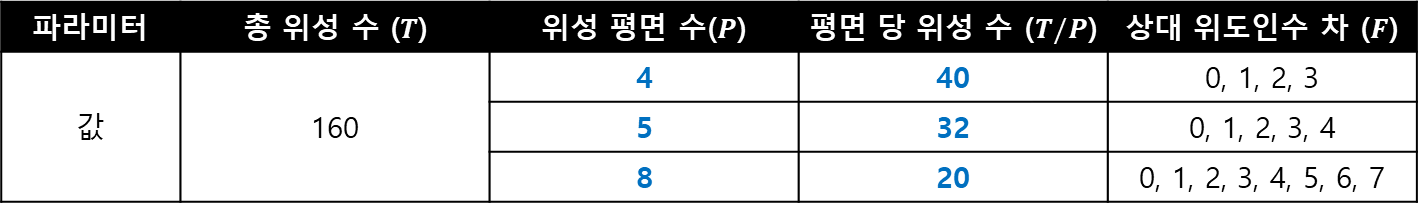 파라미터 총 위성 수 (T) 위성 평면 수(P) 평면 당 위성 수 (T/P) 상대 위도인수 차 (F)
4 40 0, 1, 2, 3
값 160 5 32 0, 1, 2, 3, 4
8 20 0, 1, 2, 3, 4, 5, 6, 7